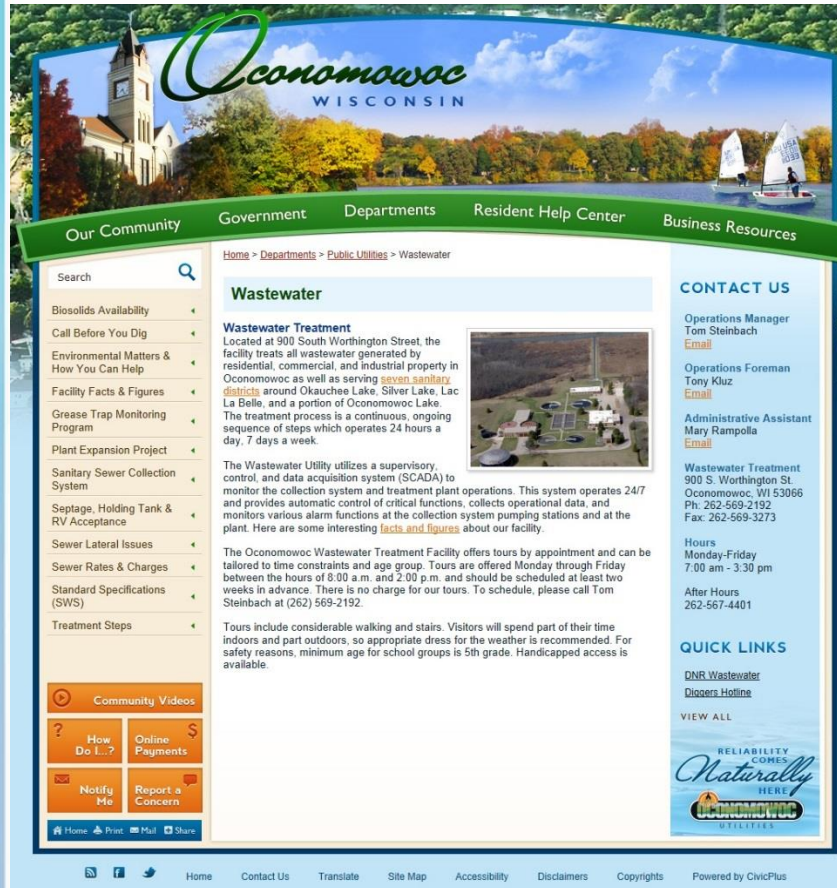 Oconomowoc
WISCONSIN
Our Community
Government
Departments
Resident Help Center
Business Resources
Search
Biosolids Availability
Call Before You Dig
Environmental Matters &
How You Can Help
Facility Facts & Figures
Grease Trap Monitoring
Program
Plant Expansion Project
Sanitary Sewer Collection
System
Septage, Holding Tank &
RV Acceptance
Sewer Lateral Issues
Sewer Rates & Charges
Standard Specifications
(SWS)
Treatment Steps
Community Videos
?
How
Do I...?
$
Online
Payments
Notify
Me
Report a
Concern
Home Print Mail Share
Home > Departments > Public Utilities > Wastewater
Wastewater
Wastewater Treatment
Located at 900 South Worthington Street, the
facility treats all wastewater generated by
residential, commercial, and industrial property in
Oconomowoc as well as serving seven sanitary
districts around Okauchee Lake, Silver Lake, Lac
La Belle, and a portion of Oconomowoc Lake.
The treatment process is a continuous, ongoing
sequence of steps which operates 24 hours a
day, 7 days a week.
The Wastewater Utility utilizes a supervisory,
control, and data acquisition system (SCADA) to
monitor the collection system and treatment plant operations. This system operates 24/7
and provides automatic control of critical functions, collects operational data, and
monitors various alarm functions at the collection system pumping stations and at the
plant. Here are some interesting facts and figures about our facility.
The Oconomowoc Wastewater Treatment Facility offers tours by appointment and can be
tailored to time constraints and age group. Tours are offered Monday through Friday
between the hours of 8:00 a.m. and 2:00 p.m. and should be scheduled at least two
weeks in advance. There is no charge for our tours. To schedule, please call Tom
Steinbach at (262) 569-2192.
Tours include considerable walking and stairs. Visitors will spend part of their time
indoors and part outdoors, so appropriate dress for the weather is recommended. For
safety reasons, minimum age for school groups is 5th grade. Handicapped access is
available.
CONTACT US
Operations Manager
Tom Steinbach
Email
Operations Foreman
Tony Kluz
Email
Administrative Assistant
Mary Rampolla
Email
Wastewater Treatment
900 S. Worthington St.
Oconomowoc, WI 53066
Ph: 262-569-2192
Fax: 262-569-3273
Hours
Monday-Friday
7:00 am - 3:30 pm
After Hours
262-567-4401
QUICK LINKS
DNR Wastewater
Diggers Hotline
VIEW ALL
RELIABILITY
COMES
Naturally
HERE
OCONOMOWOC
UTILITIES
Home Contact Us Translate Site Map Accessibility Disclaimers Copyrights Powered by CivicPlus